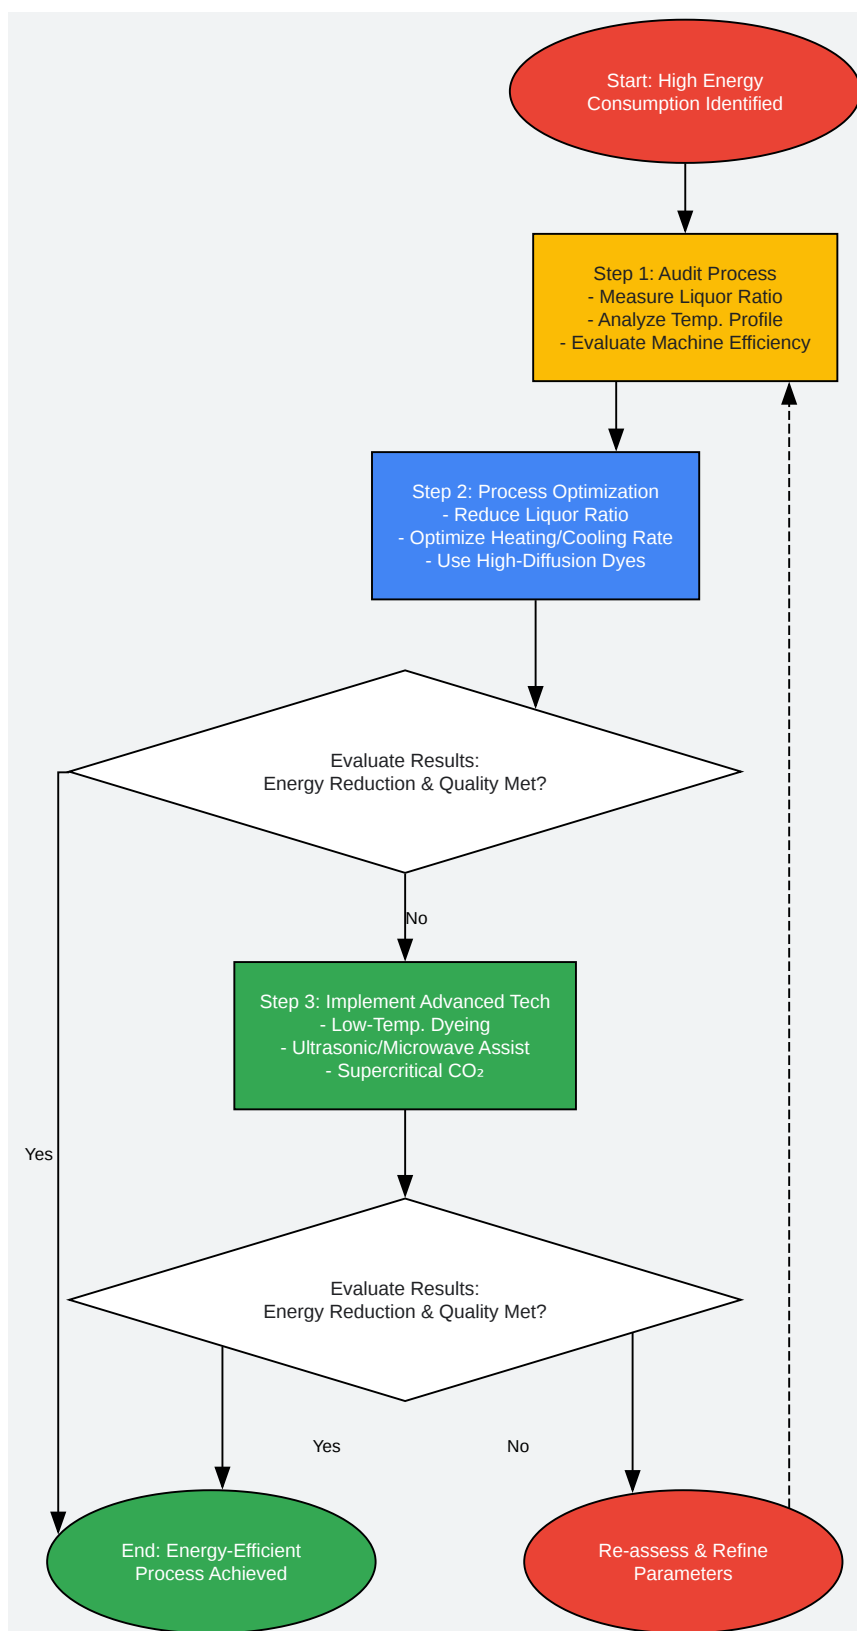 Start: High Energy
Consumption Identified
Step 1: Audit Process
- Measure Liquor Ratio
- Analyze Temp. Profile
- Evaluate Machine Efficiency
Step 2: Process Optimization
- Reduce Liquor Ratio
- Optimize Heating/Cooling Rate
- Use High-Diffusion Dyes
Evaluate Results:
Energy Reduction & Quality Met?
No
Step 3: Implement Advanced Tech
- Low-Temp. Dyeing
- Ultrasonic/Microwave Assist
- Supercritical CO₂
Yes
Evaluate Results:
Energy Reduction & Quality Met?
Yes
No
End: Energy-Efficient
Process Achieved
Re-assess & Refine
Parameters